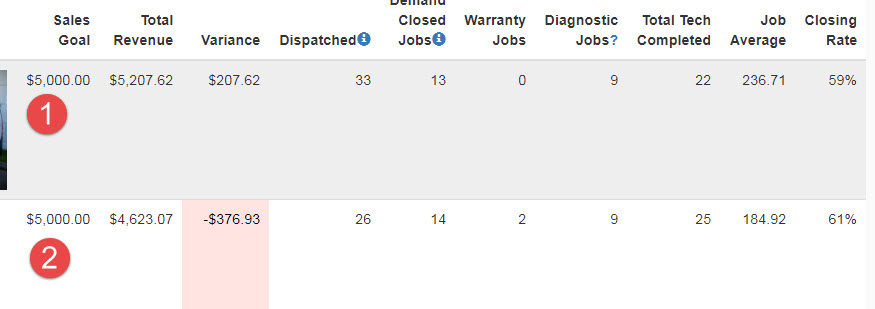 Demand
Sales Total Closed Warranty Diagnostic Total Tech Job Closing
Goal Revenue Variance Dispatched Jobs Jobs Jobs? Completed Average Rate
$5,000.00 $5,207.62 $207.62 33 13 0 9 22 236.71 59%
1
$5,000.00 $4,623.07 -$376.93 26 14 2 9 25 184.92 61%
2